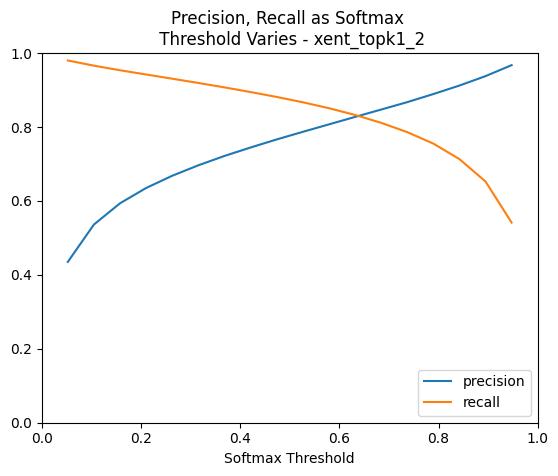 Precision, Recall as Softmax
Threshold Varies - xent_topk1_2
1.0
0.8
0.6
0.4
0.2
0.0
0.0 0.2 0.4 0.6 0.8 1.0
Softmax Threshold
precision
recall